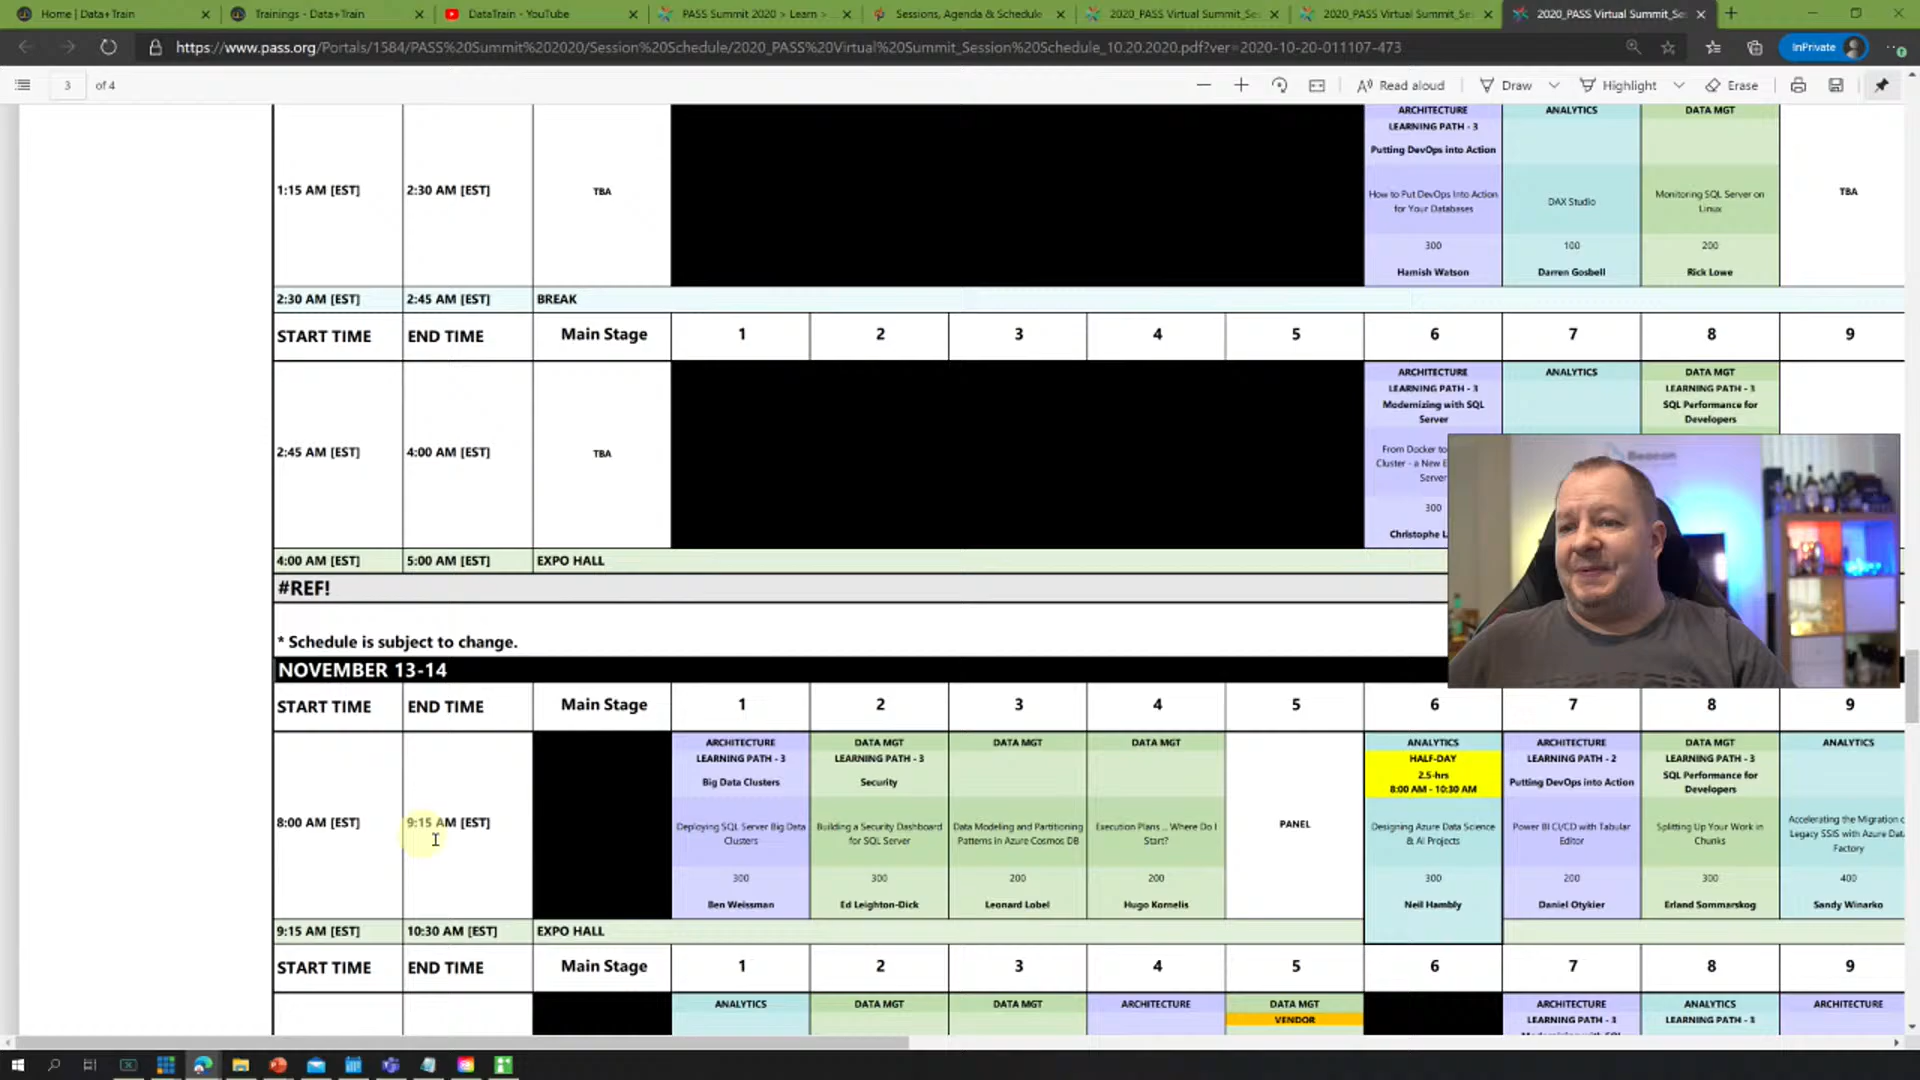 Home | Data+Train
Trainings - Data+Train
DataTrain - YouTube
PASS Summit 2020 > Learn >
Sessions, Agenda & Schedule
2020_PASS Virtual Summit_Se
2020_PASS Virtual Summit_Se
2020_PASS Virtual Summit_Se
https://www.pass.org/Portals/1584/PASS%20Summit%202020/Session%20Schedule/2020_PASS%20Virtual%20Summit_Session%20Schedule_10.20.2020.pdf?ver=2020-10-20-011107-473
InPrivate
3 of 4
Read aloud
Draw
Highlight
Erase
ARCHITECTURE
LEARNING PATH - 3
Putting DevOps into Action
How to Put DevOps Into Action
for Your Databases
300
Hamish Watson
ANALYTICS
DAX Studio
100
Darren Gosbell
DATA MGT
Monitoring SQL Server on
Linux
200
Rick Lowe
1:15 AM [EST] 2:30 AM [EST] TBA
TBA
2:30 AM [EST] 2:45 AM [EST] BREAK
START TIME END TIME Main Stage 1 2 3 4 5 6 7 8 9
ARCHITECTURE
LEARNING PATH - 3
Modernizing with SQL
Server
From Docker to
Cluster - a New E
Server
300
Christophe L
ANALYTICS
DATA MGT
LEARNING PATH - 3
SQL Performance for
Developers
2:45 AM [EST] 4:00 AM [EST] TBA
4:00 AM [EST] 5:00 AM [EST] EXPO HALL
#REF!
* Schedule is subject to change.
NOVEMBER 13-14
START TIME END TIME Main Stage 1 2 3 4 5 6 7 8 9
8:00 AM [EST] 9:15 AM [EST]
ARCHITECTURE
LEARNING PATH - 3
Big Data Clusters
Deploying SQL Server Big Data
Clusters
300
Ben Weissman
DATA MGT
LEARNING PATH - 3
Security
Building a Security Dashboard
for SQL Server
300
Ed Leighton-Dick
DATA MGT
Data Modeling and Partitioning
Patterns in Azure Cosmos DB
200
Leonard Lobel
DATA MGT
Execution Plans ... Where Do I
Start?
200
Hugo Kornelis
PANEL
ANALYTICS
HALF-DAY
2.5-hrs
8:00 AM - 10:30 AM
Designing Azure Data Science
& AI Projects
300
Neil Hambly
ARCHITECTURE
LEARNING PATH - 2
Putting DevOps into Action
Power BI CI/CD with Tabular
Editor
200
Daniel Otykier
DATA MGT
LEARNING PATH - 3
SQL Performance for
Developers
Splitting Up Your Work in
Chunks
300
Erland Sommarskog
ANALYTICS
Accelerating the Migration o
Legacy SSIS with Azure Dat
Factory
400
Sandy Winarko
9:15 AM [EST] 10:30 AM [EST] EXPO HALL
START TIME END TIME Main Stage 1 2 3 4 5 6 7 8 9
ANALYTICS
DATA MGT
DATA MGT
ARCHITECTURE
DATA MGT
VENDOR
ARCHITECTURE
LEARNING PATH - 3
ANALYTICS
LEARNING PATH - 3
ARCHITECTURE